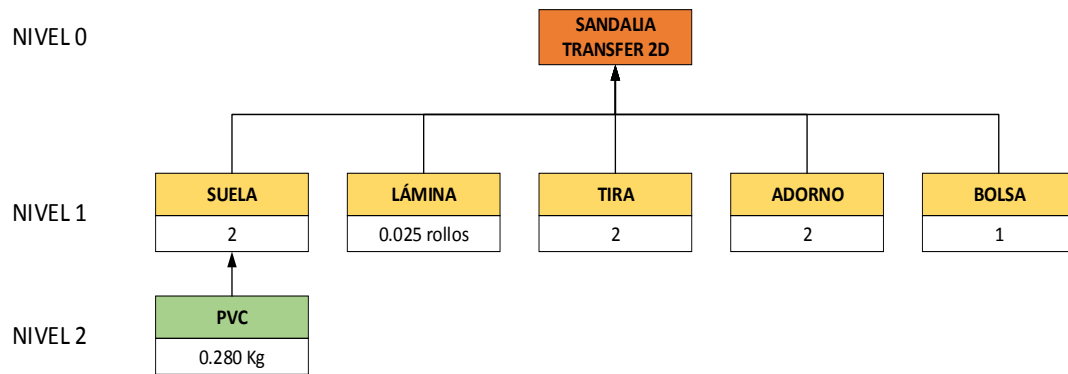 NIVEL 0
SANDALIA
TRANSFER 2D
NIVEL 1
SUELA
2
LÁMINA
0.025 rollos
TIRA
2
ADORNO
2
BOLSA
1
NIVEL 2
PVC
0.280 Kg